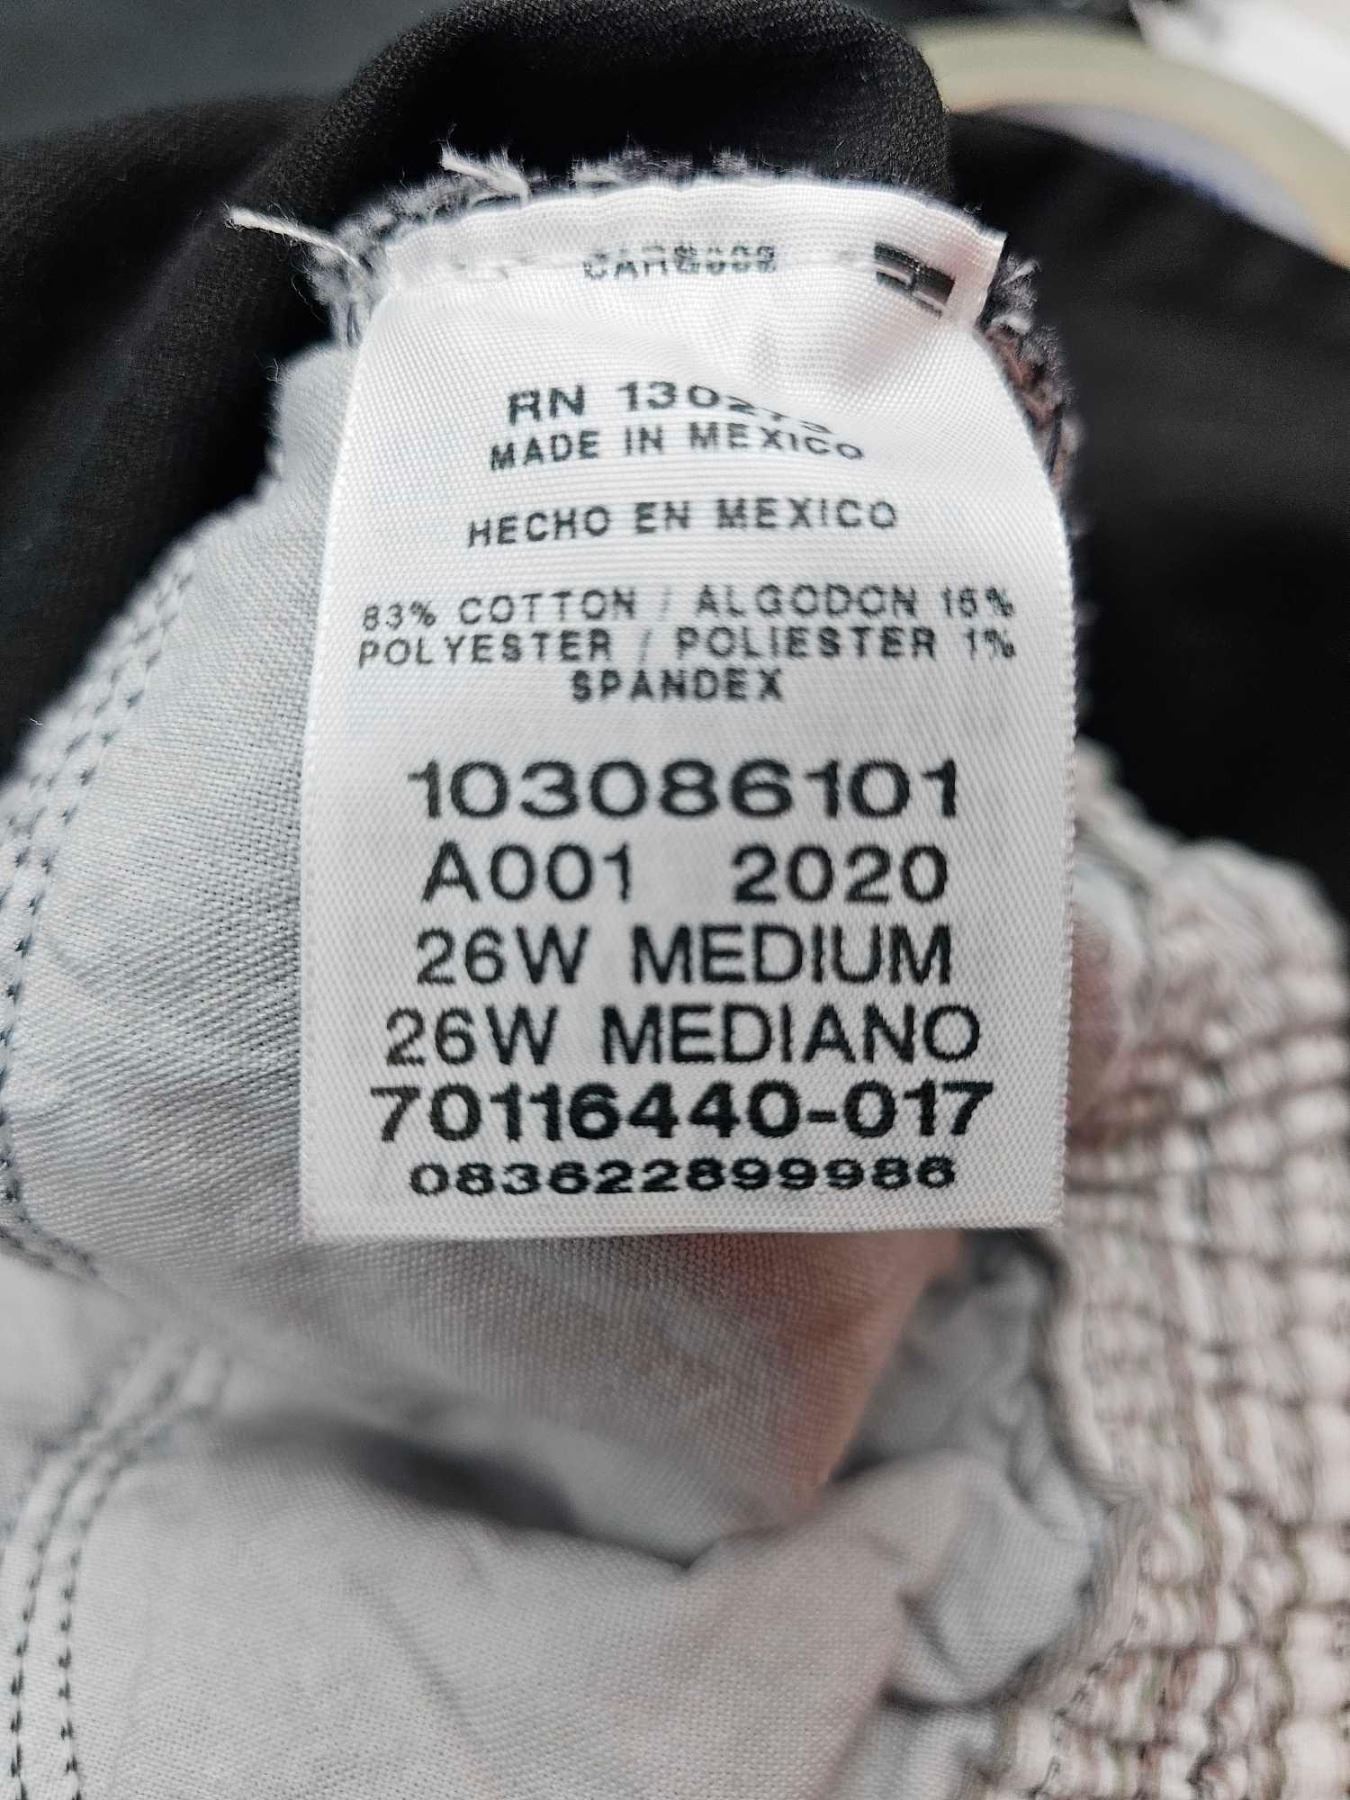 RN 130273
MADE IN MEXICO
HECHO EN MEXICO
83% COTTON / ALGODON 16%
POLYESTER / POLIESTER 1%
SPANDEX
103086101
A001 2020
26W MEDIUM
26W MEDIANO
70116440-017
083622899986